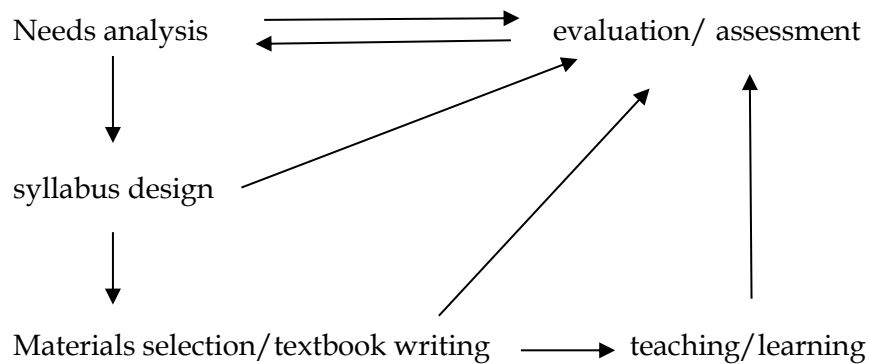 Needs analysis evaluation/ assessment
syllabus design
Materials selection/textbook writing teaching/learning